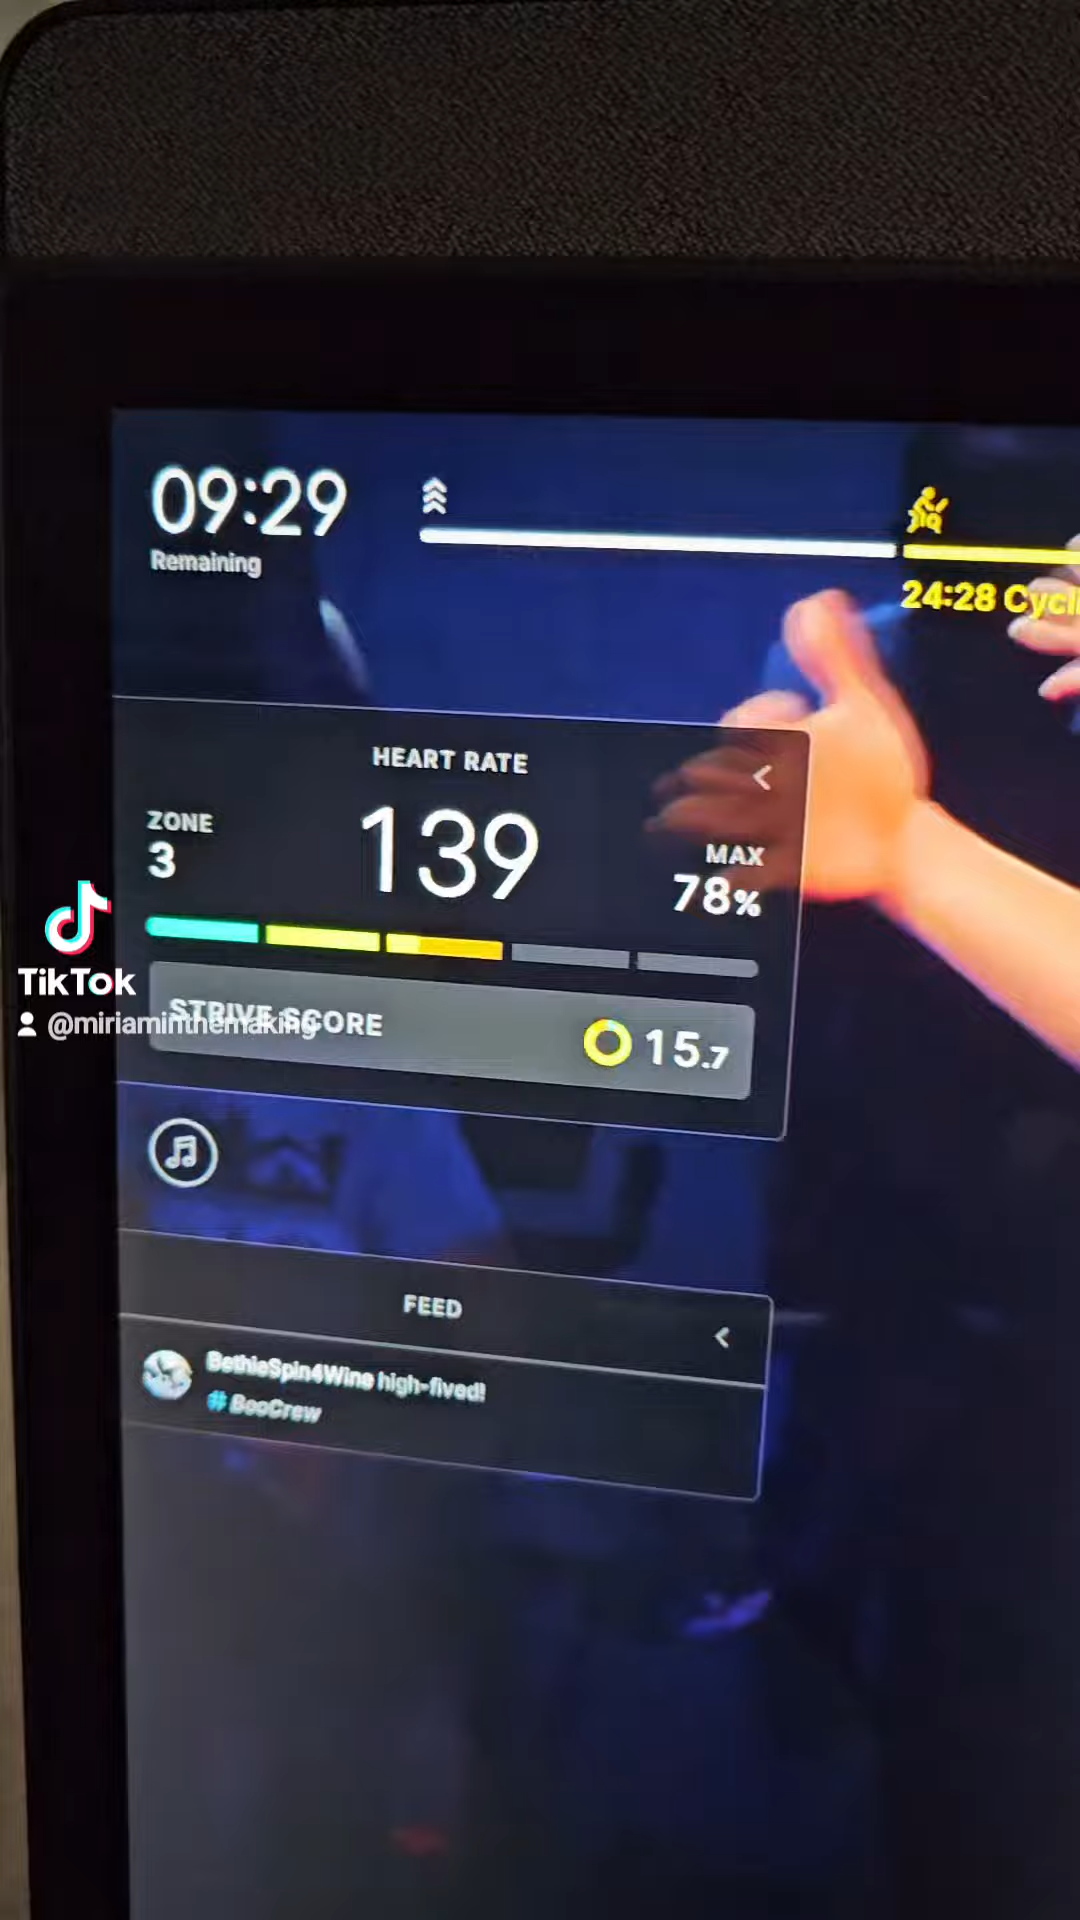 09:29
Remaining
24:28 Cycli
HEART RATE
ZONE
3
139
MAX
78%
TikTok
@miriaminthemaking
STRIVE SCORE
15.7
FEED
BethieSpin4Wine high-fived!
# BooCrew